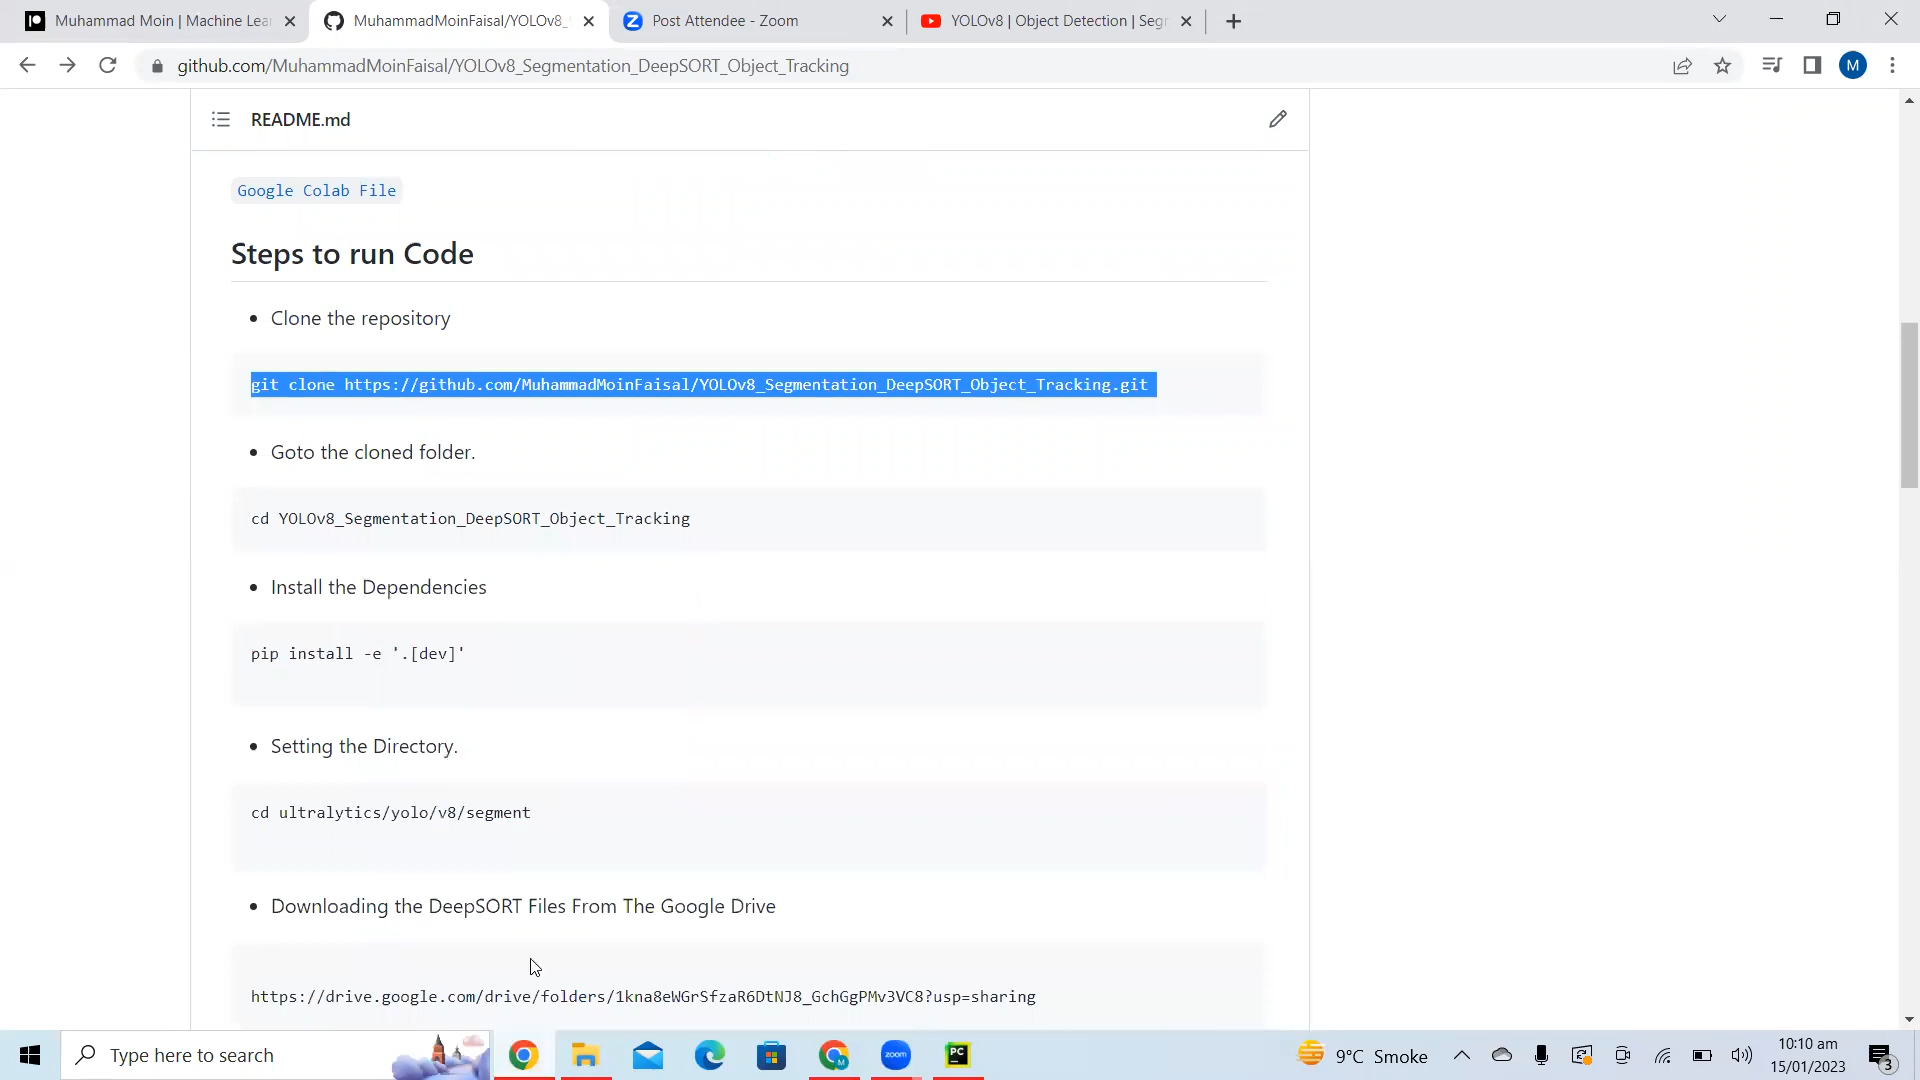 Muhammad Moin | Machine Lea
MuhammadMoinFaisal/YOLOv8_
Post Attendee - Zoom
YOLOv8 | Object Detection | Seg
github.com/MuhammadMoinFaisal/YOLOv8_Segmentation_DeepSORT_Object_Tracking
M
README.md
Google Colab File
Steps to run Code
• Clone the repository
git clone https://github.com/MuhammadMoinFaisal/YOLOv8_Segmentation_DeepSORT_Object_Tracking.git
• Goto the cloned folder.
cd YOLOv8_Segmentation_DeepSORT_Object_Tracking
• Install the Dependencies
pip install -e '.[dev]'
• Setting the Directory.
cd ultralytics/yolo/v8/segment
• Downloading the DeepSORT Files From The Google Drive
https://drive.google.com/drive/folders/1kna8eWGrSfzaR6DtNJ8_GchGgPMv3VC8?usp=sharing
Type here to search
zoom
PC
9°C Smoke
10:10 am
15/01/2023
3